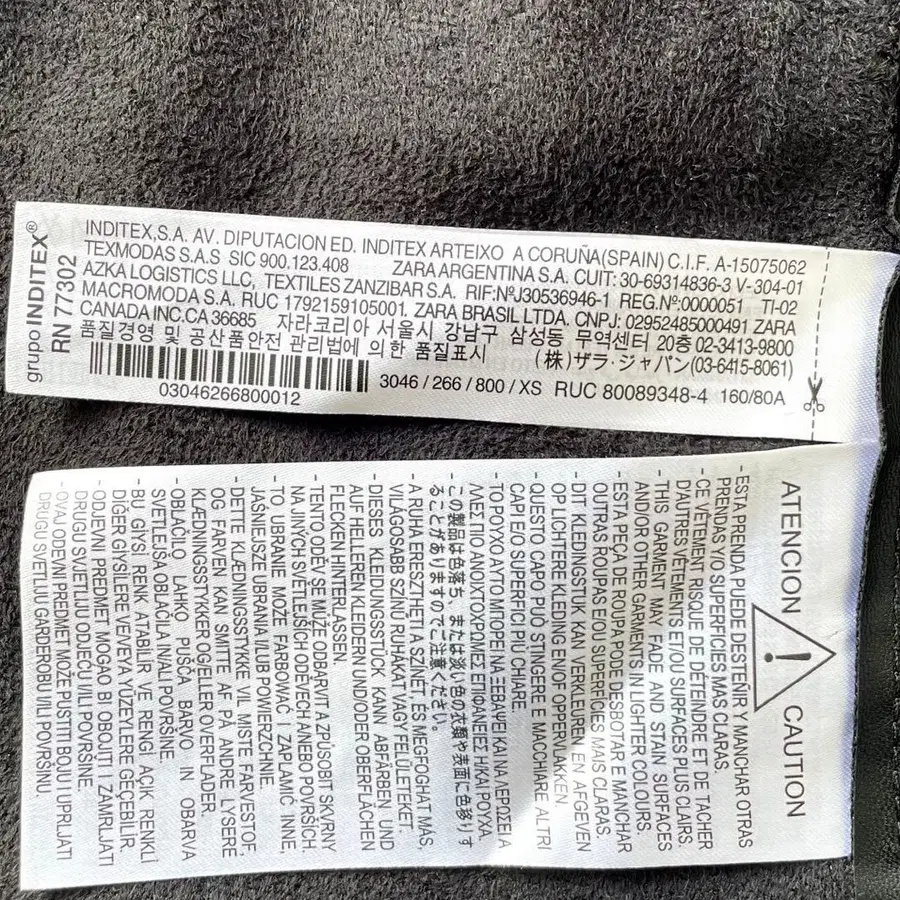 grupo INDITEX®
RN 77302
INDITEX,S.A. AV. DIPUTACION ED. INDITEX ARTEIXO A CORUÑA(SPAIN) C.I.F. A-15075062
TEXMODAS S.A.S SIC 900.123.408 ZARA ARGENTINA S.A. CUIT: 30-69314836-3 V-304-01
AZKA LOGISTICS LLC, TEXTILES ZANZIBAR S.A. RIF:Nº:J30536946-1 REG.Nº:0000051 TI-02
MACROMODA S.A. RUC 1792159105001. ZARA BRASIL LTDA. CNPJ: 02952485000491 ZARA
CANADA INC.CA 36685 자라코리아 서울시 강남구 삼성동 무역센터 20층 02-3413-9800
품질경영 및 공산품안전 관리법에 의한 품질표시 (株)ザラ・ジャパン(03-6415-8061)
03046266800012
3046 / 266 / 800 / XS RUC 80089348-4 160/80A
ATENCION ! CAUTION
- ESTA PRENDA PUEDE DESTEÑIR Y MANCHAR OTRAS
PRENDAS Y/O SUPERFICIES MAS CLARAS.
- CE VÊTEMENT RISQUE DE DÉTEINDRE ET DE TACHER
D'AUTRES VÊTEMENTS ET/OU SURFACES PLUS CLAIRS.
- THIS GARMENT MAY FADE AND STAIN SURFACES
AND/OR OTHER GARMENTS IN LIGHTER COLOURS.
- ESTA PEÇA DE ROUPA PODE DESBOTAR E MANCHAR
OUTRAS ROUPAS E/OU SUPERFÍCIES MAIS CLARAS.
- DIT KLEDINGSTUK KAN VERKLEUREN EN AFGEVEN
OP LICHTERE KLEDING EN/OF OPPERVLAKKEN.
- QUESTO CAPO PUÒ STINGERE E MACCHIARE ALTRI
CAPI E/O SUPERFICI PIÙ CHIARE.
- ΤΟ ΡΟΥΧΟ ΑΥΤΟ ΜΠΟΡΕΙ ΝΑ ΞΕΒΑΨΕΙ ΚΑΙ ΝΑ ΛΕΡΩΣΕΙ Α
ΛΛΕΣ ΠΙΟ ΑΝΟΙΧΤΟΧΡΩΜΕΣ ΕΠΙΦΑΝΕΙΕΣ Η ΚΑΙ ΡΟΥΧΑ.
- この製品は色落ち、または淡い色の衣類や表面に色移りす
ることがありますのでご注意ください。
- A RUHA ERESZTHETI A SZÍNÉT, ÉS MEGFOGHAT MÁS,
VILÁGOSABB SZÍNŰ RUHÁKAT VAGY FELÜLETEKET.
- DIESES KLEIDUNGSSTÜCK KANN ABFÄRBEN UND
AUF HELLEREN KLEIDERN UND/ODER OBERFLÄCHEN
FLECKEN HINTERLASSEN.
- TENTO ODĚV SE MŮŽE ODBARVIT A ZPŮSOBIT SKVRNY
NA JINÝCH SVĚTLEJŠÍCH ODĚVECH A/NEBO POVRŠÍCH.
- TO UBRANIE MOŻE FARBOWAĆ I ZAPLAMIĆ INNE,
JAŚNIEJSZE UBRANIA I/LUB POWIERZCHNIE.
- DETTE KLÆDNINGSSTYKKE VIL MISTE FARVESTOF,
OG FARVEN KAN SMITTE AF PÅ ANDRE LYSERE
KLÆDNINGSSTYKKER OG/ELLER OVERFLADER.
- OBLAČILO LAHKO PUŠČA BARVO IN OBARVA
SVETLEJŠA OBLAČILA IN/ALI POVRŠINE.
- BU GİYSİ RENK ATABİLİR VE RENGİ AÇIK RENKLİ
DİĞER GİYSİLERE VE/VEYA YÜZEYLERE GEÇEBİLİR.
- ODJEVNI PREDMET MOGAO BI OBOJITI I ZAMRLJATI
DRUGU SVJETLIJU ODJEĆU I/ILI POVRŠINE.
- OVAJ ODEVNI PREDMET MOŽE PUSTITI BOJU I UPRLJATI
DRUGU SVETLIJU GARDEROBU I/ILI POVRŠINU.